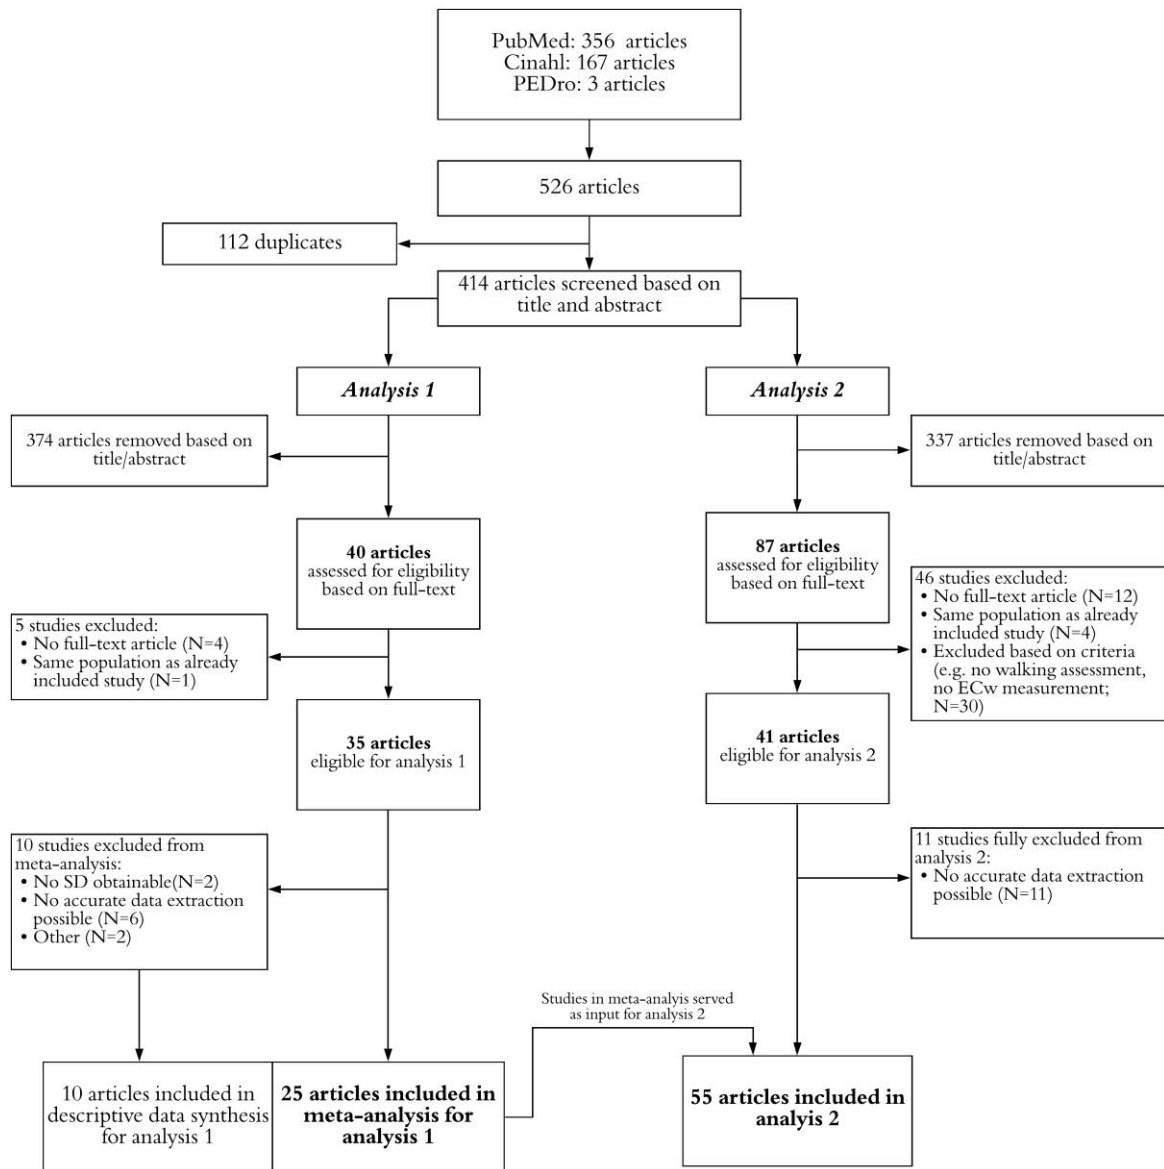 PubMed: 356 articles
Cinahl: 167 articles
PEDro: 3 articles
526 articles
112 duplicates
414 articles screened based on
title and abstract
Analysis 1
Analysis 2
374 articles removed based on
title/abstract
337 articles removed based on
title/abstract
40 articles
assessed for eligibility
based on full-text
87 articles
assessed for eligibility
based on full-text
5 studies excluded:
• No full-text article (N=4)
• Same population as already
included study (N=1)
46 studies excluded:
• No full-text article (N=12)
• Same population as already
included study (N=4)
• Excluded based on criteria
(e.g. no walking assessment,
no ECw measurement;
N=30)
35 articles
eligible for analysis 1
41 articles
eligible for analysis 2
10 studies excluded from
meta-analysis:
• No SD obtainable(N=2)
• No accurate data extraction
possible (N=6)
• Other (N=2)
11 studies fully excluded from
analysis 2:
• No accurate data extraction
possible (N=11)
Studies in meta-analyis served
as input for analysis 2
10 articles included in
descriptive data synthesis
for analysis 1
25 articles included in
meta-analysis for
analysis 1
55 articles included in
analysis 2